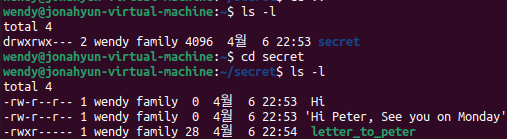 wendy@jonahyun-virtual-machine:~$ ls -l
total 4
drwxrwx--- 2 wendy family 4096  4월   6 22:53 secret
wendy@jonahyun-virtual-machine:~$ cd secret
wendy@jonahyun-virtual-machine:~/secret$ ls -l
total 4
-rw-r--r-- 1 wendy family  0  4월   6 22:53  Hi
-rw-r--r-- 1 wendy family  0  4월   6 22:53 'Hi Peter, See you on Monday'
-rwxr----- 1 wendy family 28  4월   6 22:54  letter_to_peter